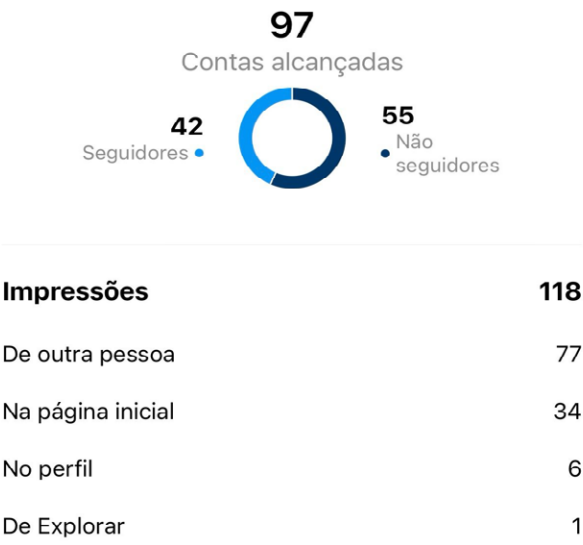 97
Contas alcançadas
42
Seguidores
55
Não
seguidores
Impressões 118
De outra pessoa 77
Na página inicial 34
No perfil 6
De Explorar 1